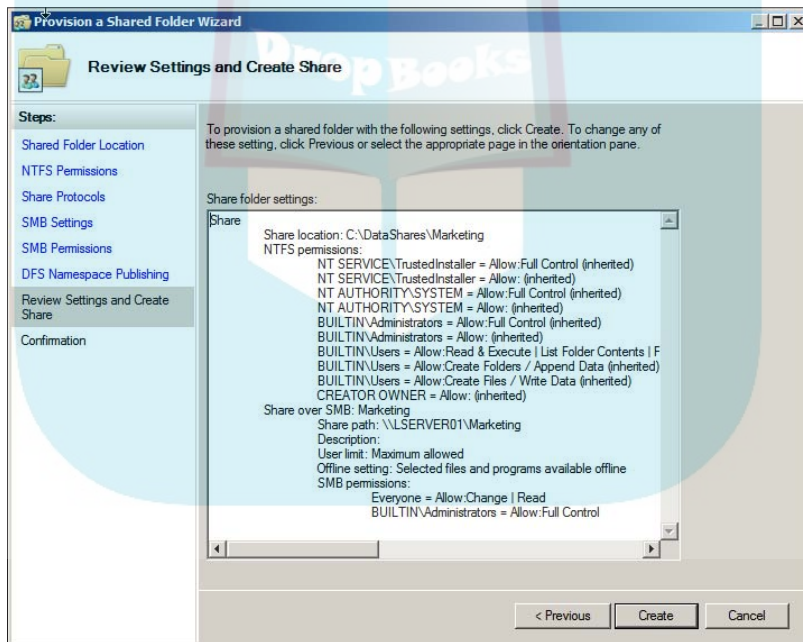 Provision a Shared Folder Wizard
Drop Books
Review Settings and Create Share
Steps:
Shared Folder Location
NTFS Permissions
Share Protocols
SMB Settings
SMB Permissions
DFS Namespace Publishing
Review Settings and Create
Share
Confirmation
To provision a shared folder with the following settings, click Create. To change any of
these setting, click Previous or select the appropriate page in the orientation pane.
Share folder settings:
Share
Share location: C:\DataShares\Marketing
NTFS permissions:
NT SERVICE\TrustedInstaller = Allow:Full Control (inherited)
NT SERVICE\TrustedInstaller = Allow: (inherited)
NT AUTHORITY\SYSTEM = Allow:Full Control (inherited)
NT AUTHORITY\SYSTEM = Allow: (inherited)
BUILTIN\Administrators = Allow:Full Control (inherited)
BUILTIN\Administrators = Allow: (inherited)
BUILTIN\Users = Allow:Read & Execute | List Folder Contents | F
BUILTIN\Users = Allow:Create Folders / Append Data (inherited)
BUILTIN\Users = Allow:Create Files / Write Data (inherited)
CREATOR OWNER = Allow: (inherited)
Share over SMB: Marketing
Share path: \\LSERVER01\Marketing
Description:
User limit: Maximum allowed
Offline setting: Selected files and programs available offline
SMB permissions:
Everyone = Allow:Change | Read
BUILTIN\Administrators = Allow:Full Control
< Previous
Create
Cancel